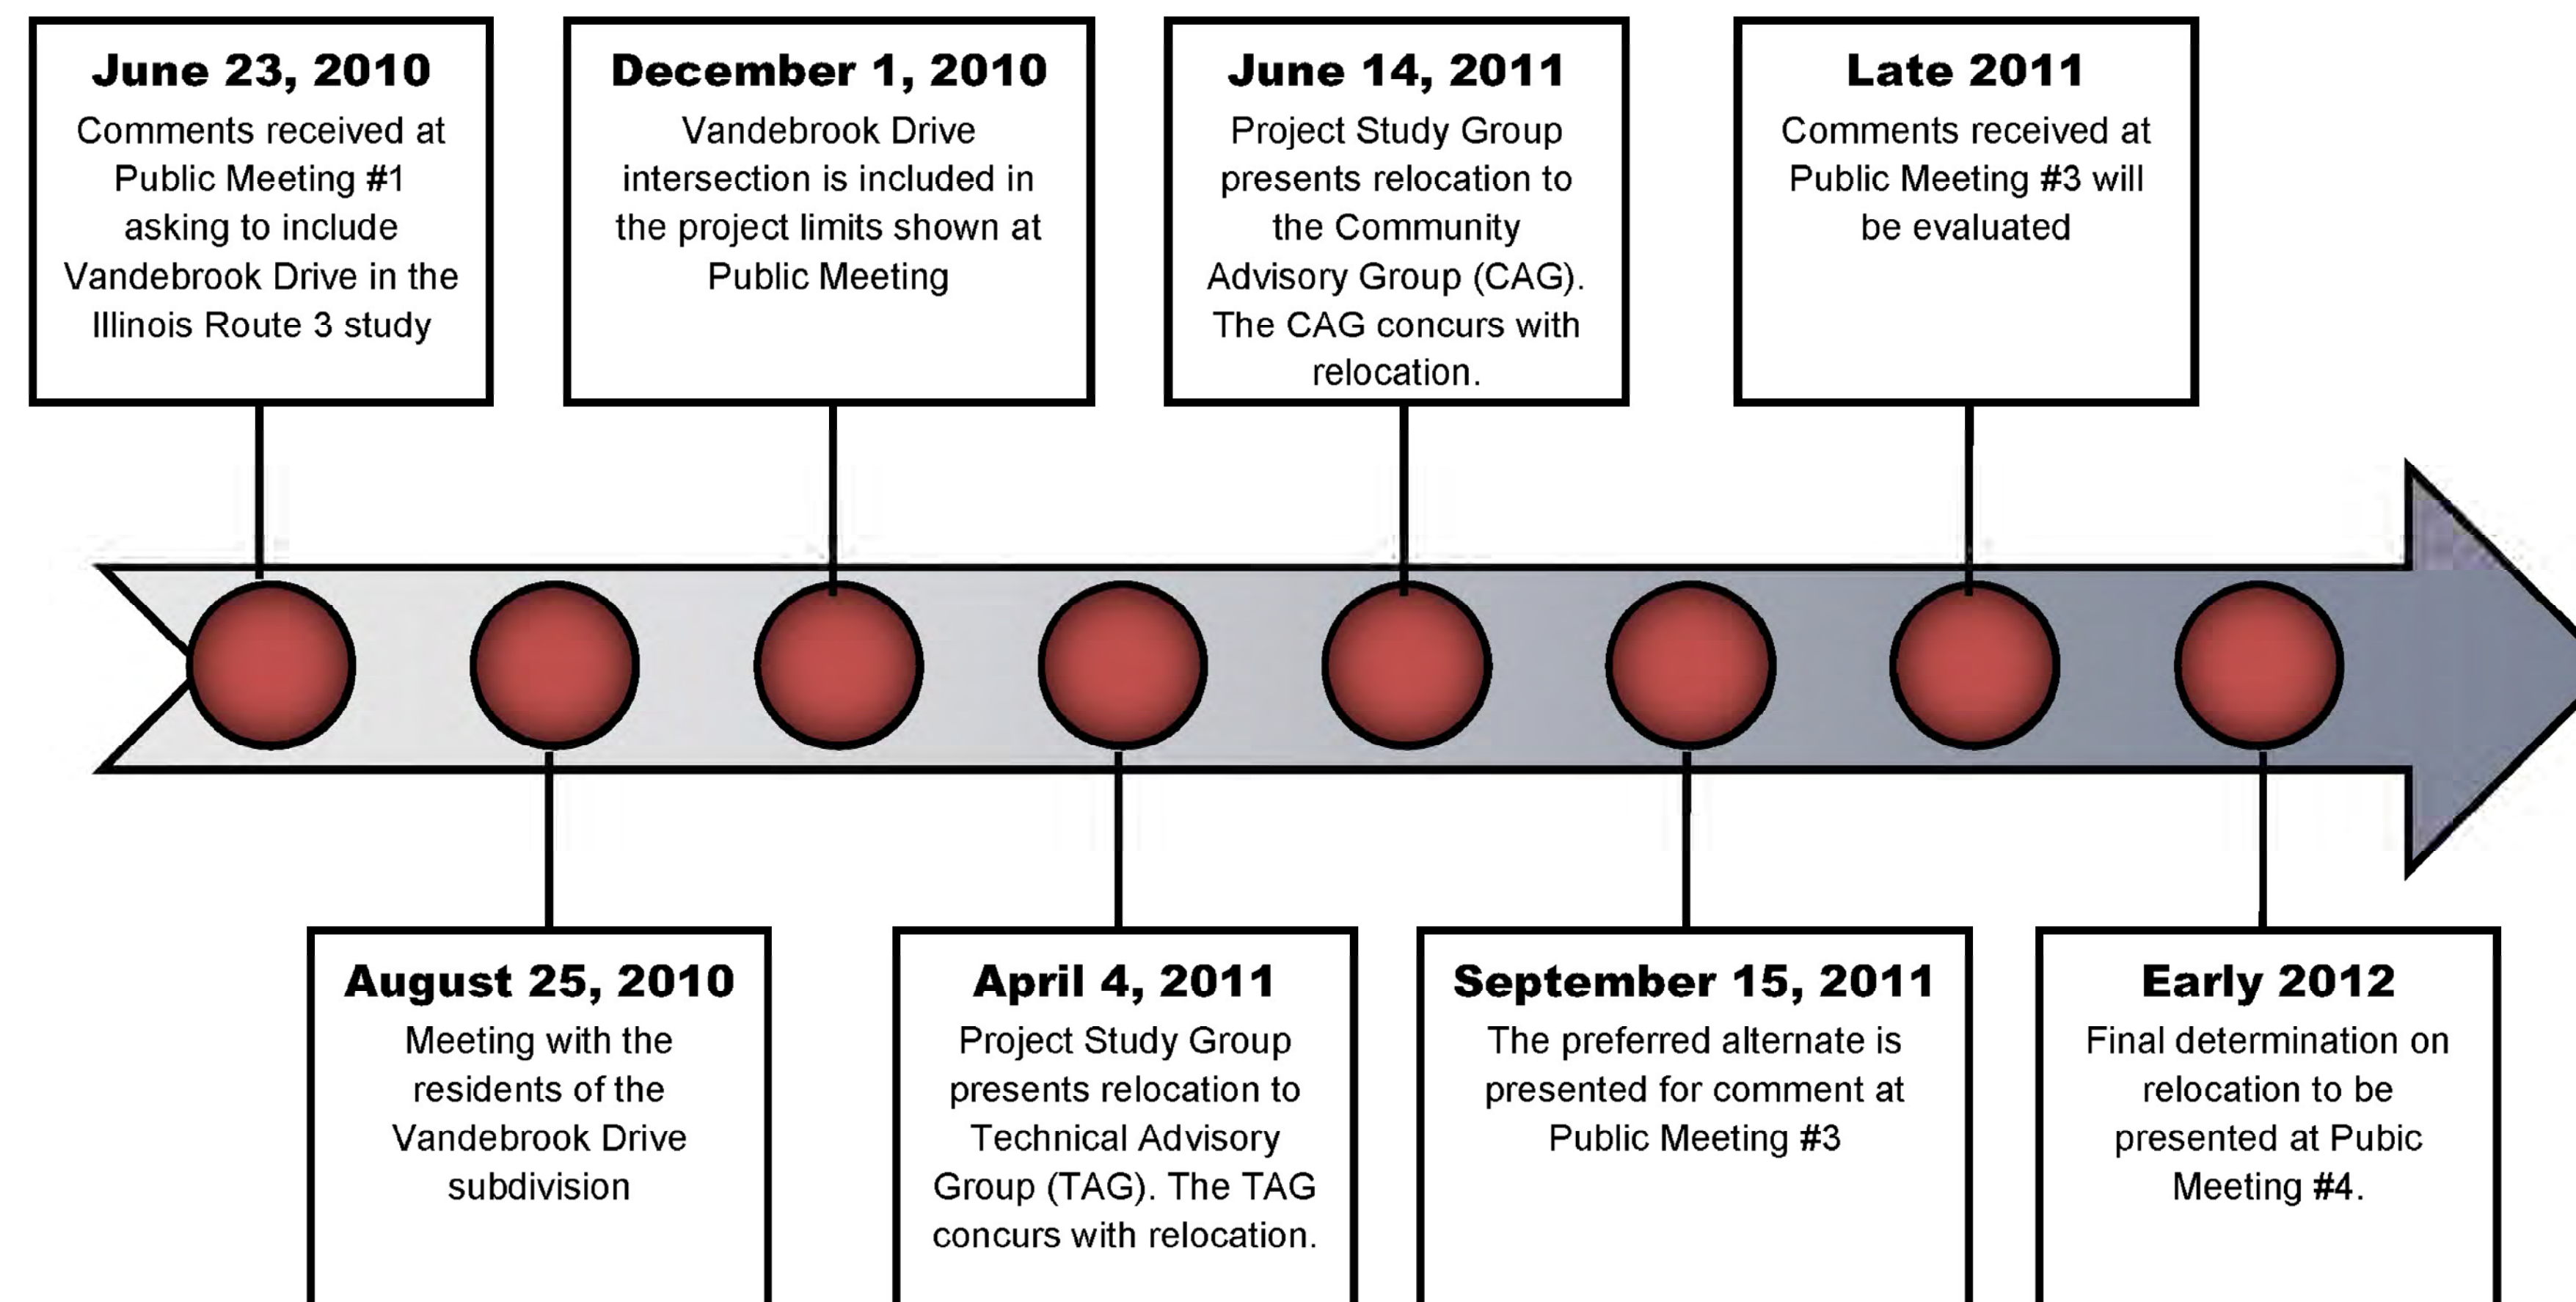 June 23, 2010
Comments received at
Public Meeting #1
asking to include
Vandebrook Drive in the
Illinois Route 3 study
December 1, 2010
Vandebrook Drive
intersection is included in
the project limits shown at
Public Meeting
June 14, 2011
Project Study Group
presents relocation to
the Community
Advisory Group (CAG).
The CAG concurs with
relocation.
Late 2011
Comments received at
Public Meeting #3 will
be evaluated
August 25, 2010
Meeting with the
residents of the
Vandebrook Drive
subdivision
April 4, 2011
Project Study Group
presents relocation to
Technical Advisory
Group (TAG). The TAG
concurs with relocation.
September 15, 2011
The preferred alternate is
presented for comment at
Public Meeting #3
Early 2012
Final determination on
relocation to be
presented at Pubic
Meeting #4.